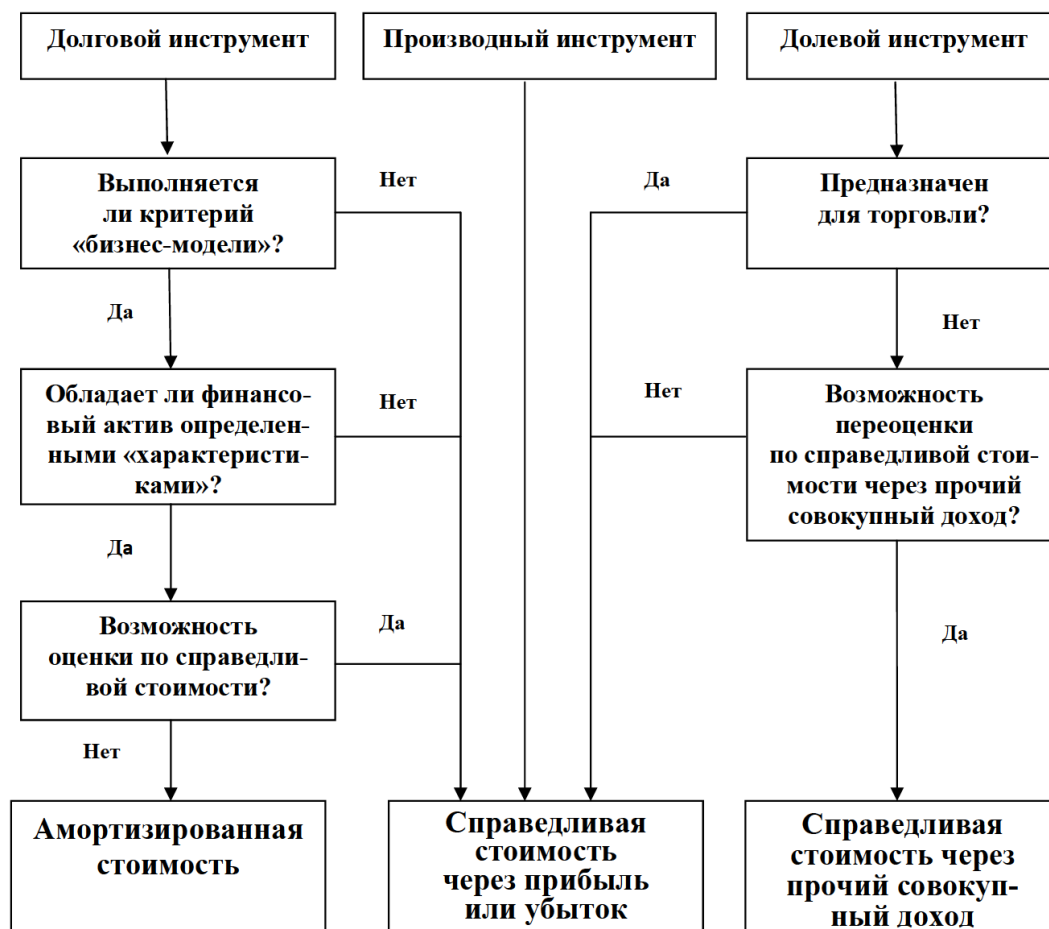 Долговой инструмент
Производный инструмент
Долевой инструмент
Выполняется
ли критерий
«бизнес-модели»?
Нет
Да
Предназначен
для торговли?
Да
Нет
Обладает ли финансо-
вый актив определен-
ными «характеристи-
ками»?
Нет
Нет
Возможность
переоценки
по справедливой стои-
мости через прочий
совокупный доход?
Да
Возможность
оценки по справедли-
вой стоимости?
Да
Да
Нет
Амортизированная
стоимость
Справедливая
стоимость
через прибыль
или убыток
Справедливая
стоимость через
прочий совокуп-
ный доход